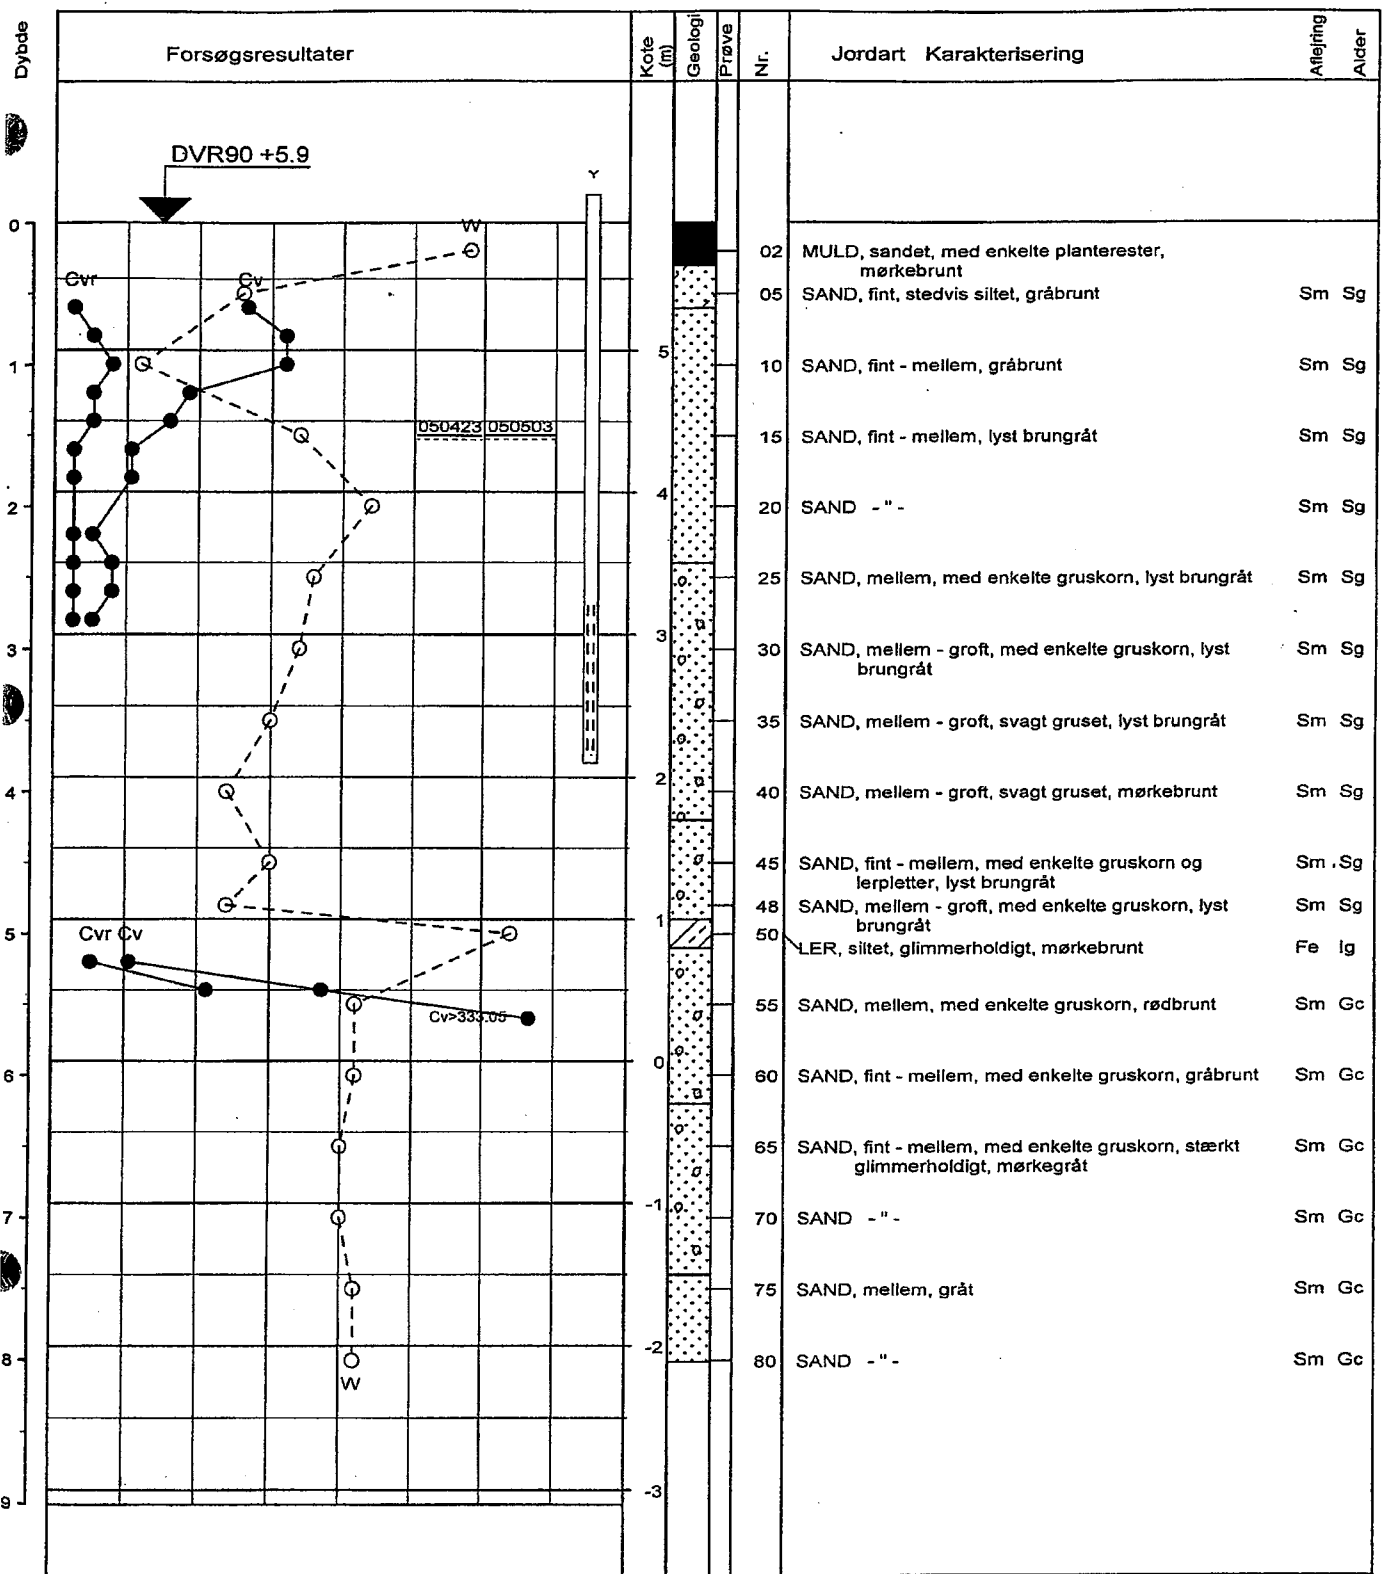 Dybde
Forsøgsresultater
Kote (m)
Geologi
Prøve
Nr.
Jordart Karakterisering
Aflejring
Alder
DVR90 +5.9
Y
W
0
02 MULD, sandet, med enkelte planterester,
mørkebrunt
Cvr Cv
05 SAND, fint, stedvis siltet, gråbrunt Sm Sg
5
1
10 SAND, fint - mellem, gråbrunt Sm Sg
050423 050503
15 SAND, fint - mellem, lyst brungråt Sm Sg
4
2
20 SAND - " - Sm Sg
25 SAND, mellem, med enkelte gruskorn, lyst brungråt Sm Sg
3
3
30 SAND, mellem - groft, med enkelte gruskorn, lyst
brungråt Sm Sg
35 SAND, mellem - groft, svagt gruset, lyst brungråt Sm Sg
2
4
40 SAND, mellem - groft, svagt gruset, mørkebrunt Sm Sg
45 SAND, fint - mellem, med enkelte gruskorn og
lerpletter, lyst brungråt Sm Sg
48 SAND, mellem - groft, med enkelte gruskorn, lyst
brungråt Sm Sg
1
5
Cvr Cv
50 LER, siltet, glimmerholdigt, mørkebrunt Fe Ig
55 SAND, mellem, med enkelte gruskorn, rødbrunt Sm Gc
Cv>333.05
0
6
60 SAND, fint - mellem, med enkelte gruskorn, gråbrunt Sm Gc
65 SAND, fint - mellem, med enkelte gruskorn, stærkt
glimmerholdigt, mørkegråt Sm Gc
-1
7
70 SAND - " - Sm Gc
75 SAND, mellem, gråt Sm Gc
-2
8
80 SAND - " - Sm Gc
W
-3
9